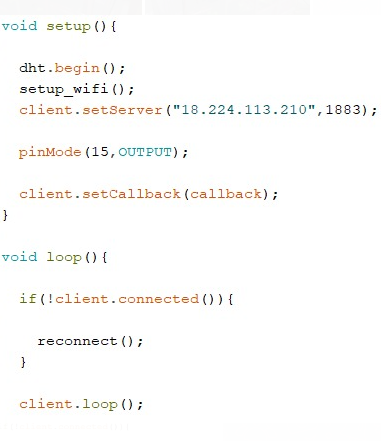 void setup(){
dht.begin();
setup_wifi();
client.setServer("18.224.113.210",1883);
pinMode(15,OUTPUT);
client.setCallback(callback);
}
void loop(){
if(!client.connected()){
reconnect();
}
client.loop();